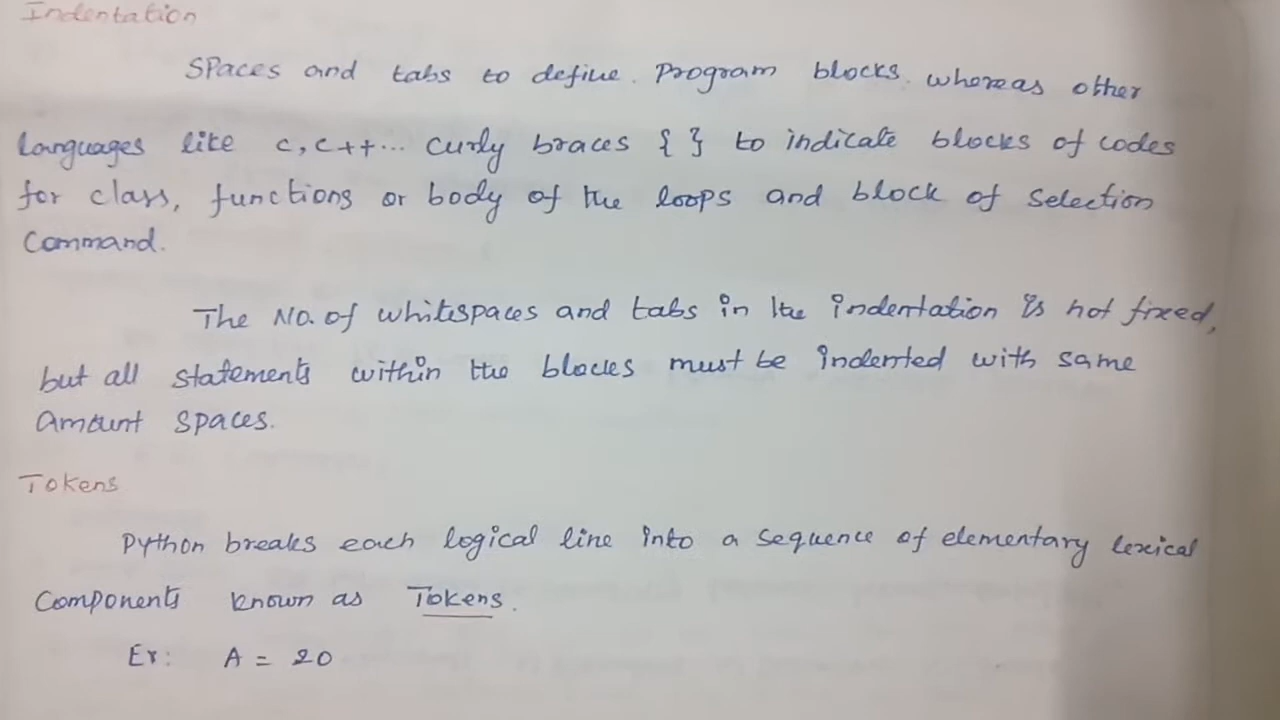 Indentation
Spaces and tabs to define Program blocks whereas other
languages like c, c++... curly braces { } to indicate blocks of codes
for class, functions or body of the loops and block of selection
Command.
The No. of whitespaces and tabs in the indentation is not fixed,
but all statements within the blocks must be indented with same
amount spaces.
Tokens
Python breaks each logical line into a sequence of elementary lexical
Components known as Tokens.
Ex: A = 20